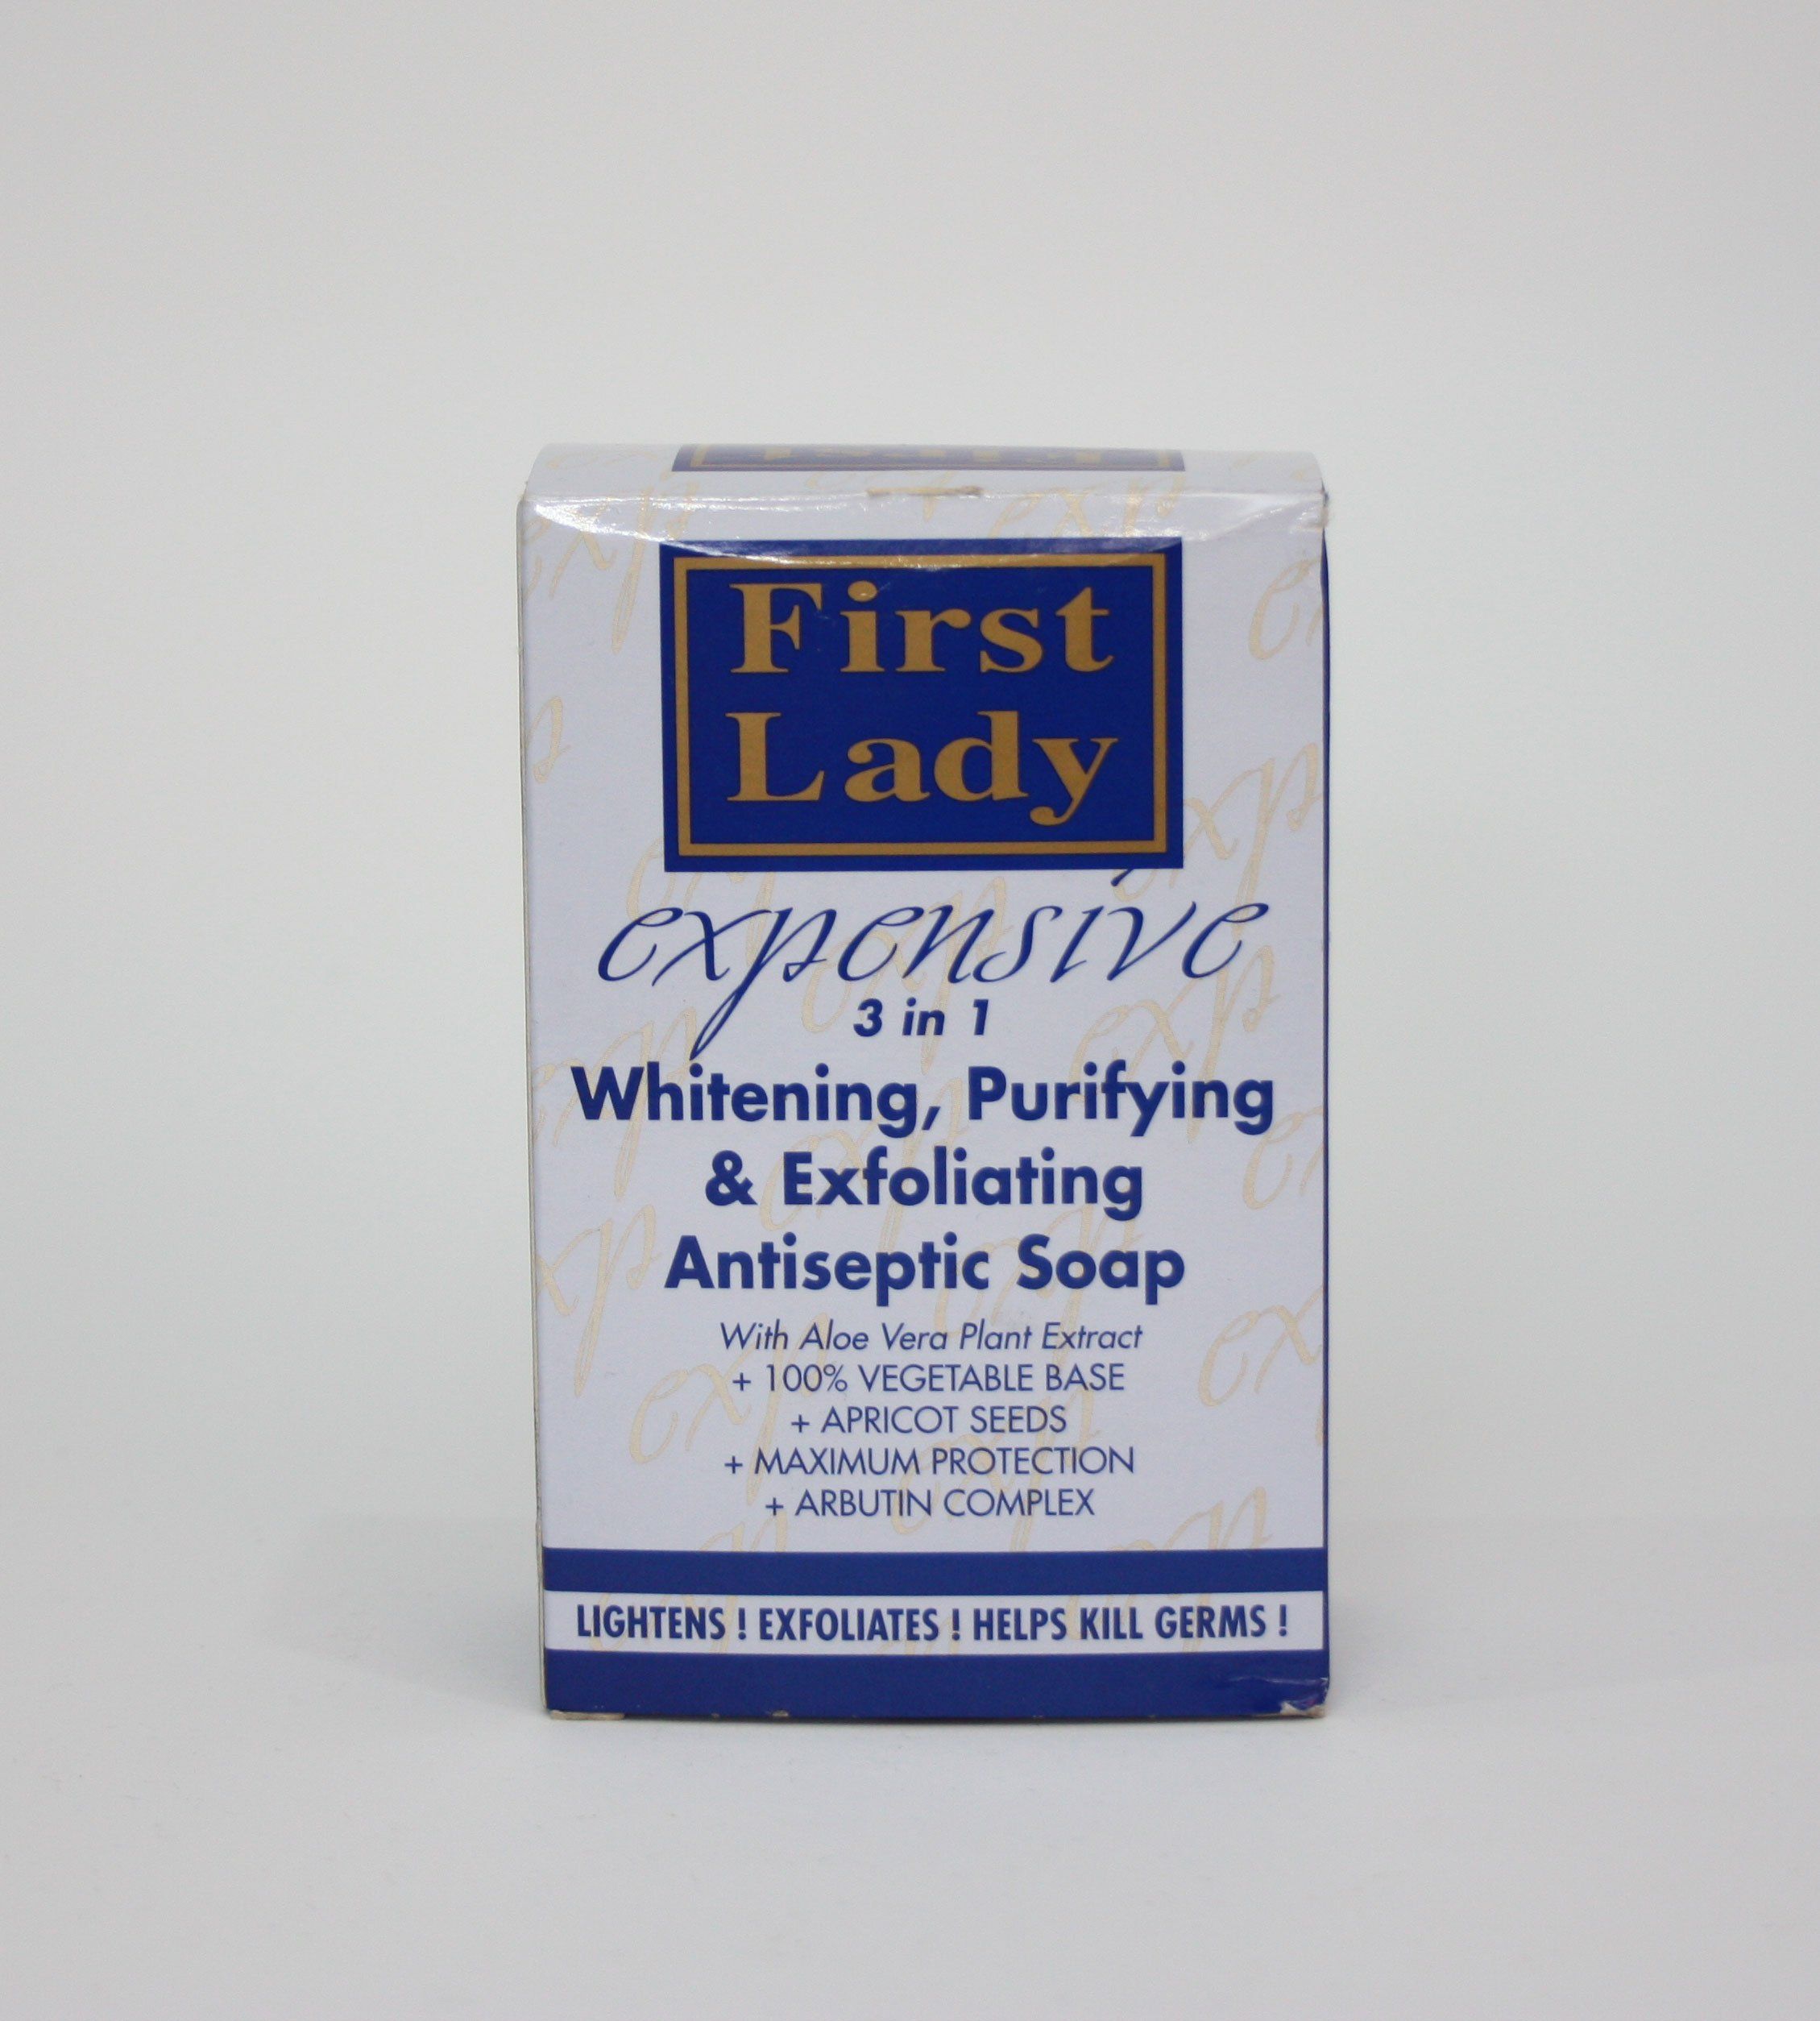 First
Lady
expensive
3 in 1
Whitening, Purifying
& Exfoliating
Antiseptic Soap
With Aloe Vera Plant Extract
+ 100% VEGETABLE BASE
+ APRICOT SEEDS
+ MAXIMUM PROTECTION
+ ARBUTIN COMPLEX
LIGHTENS ! EXFOLIATES ! HELPS KILL GERMS !